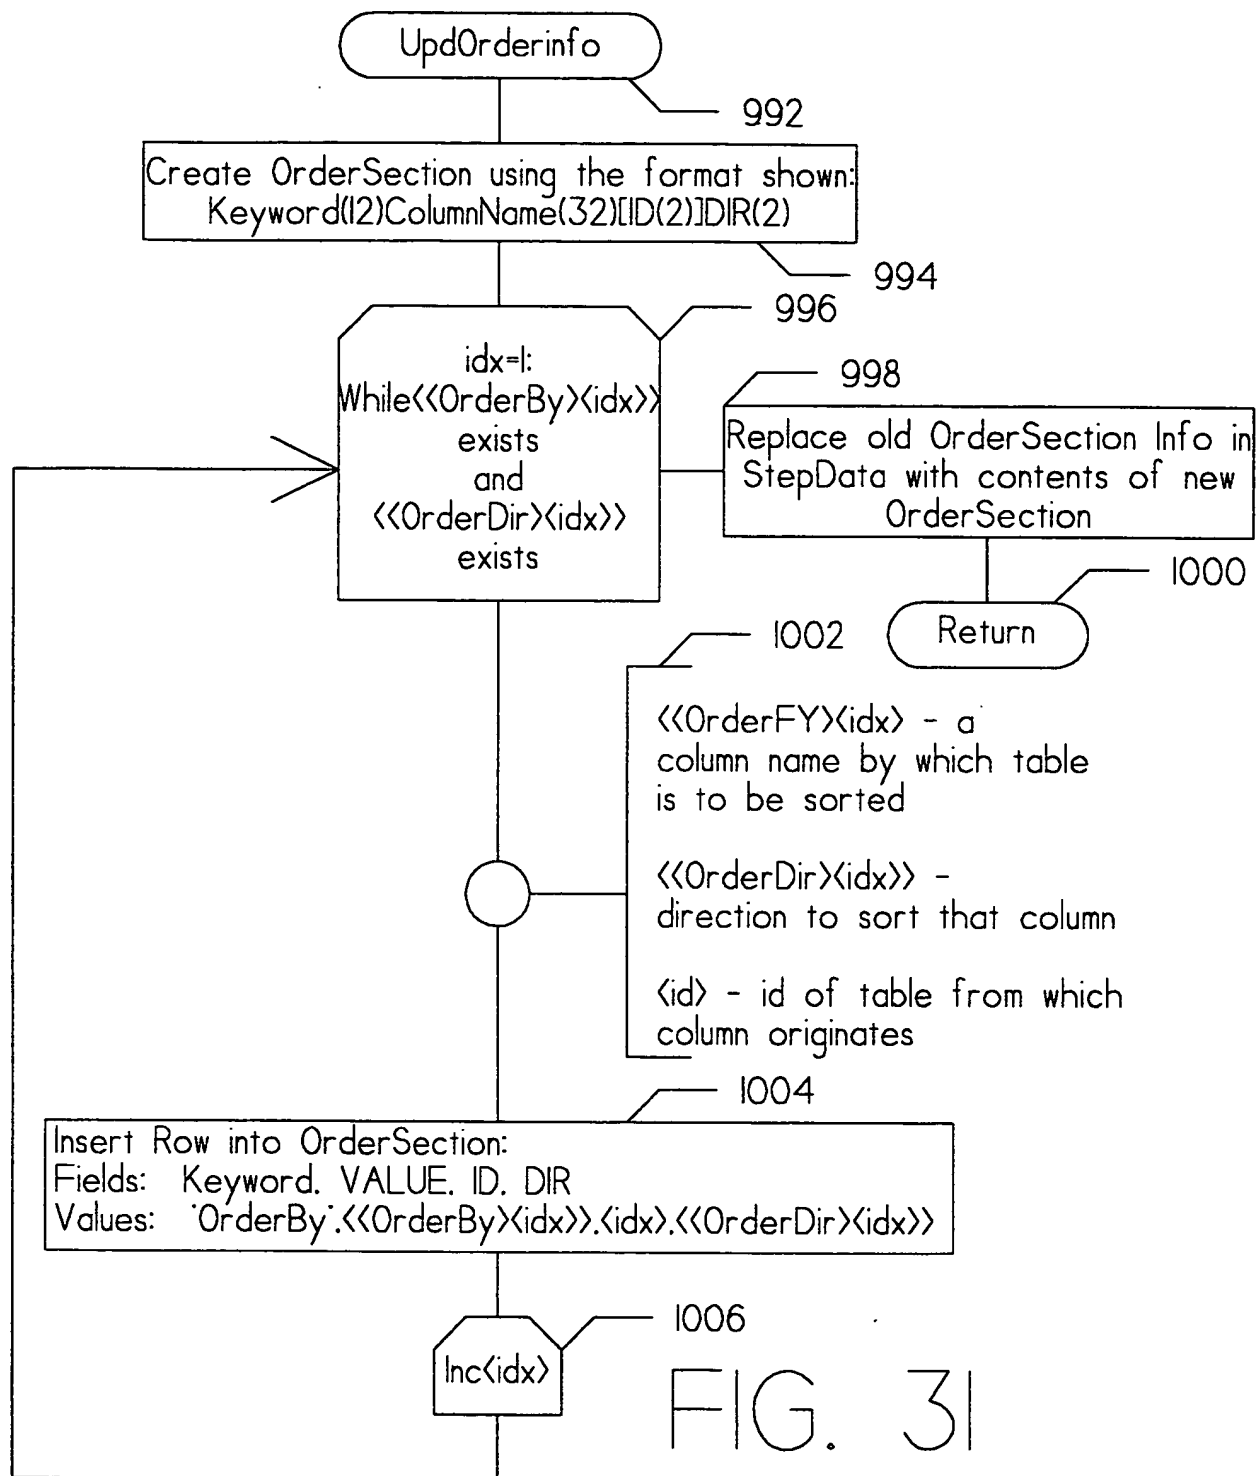 UpdOrderinfo
992
Create OrderSection using the format shown:
Keyword(12)ColumnName(32)[ID(2)]DIR(2)
994
996
idx=1:
While<<OrderBy><idx>>
exists
and
<<OrderDir><idx>>
exists
998
Replace old OrderSection Info in
StepData with contents of new
OrderSection
1000
Return
1002
<<OrderFY><idx> - a
column name by which table
is to be sorted
<<OrderDir><idx>> -
direction to sort that column
<id> - id of table from which
column originates
1004
Insert Row into OrderSection:
Fields: Keyword, VALUE, ID, DIR
Values: 'OrderBy',<<OrderBy><idx>>,<idx>,<<OrderDir><idx>>
1006
Inc<idx>
FIG. 31